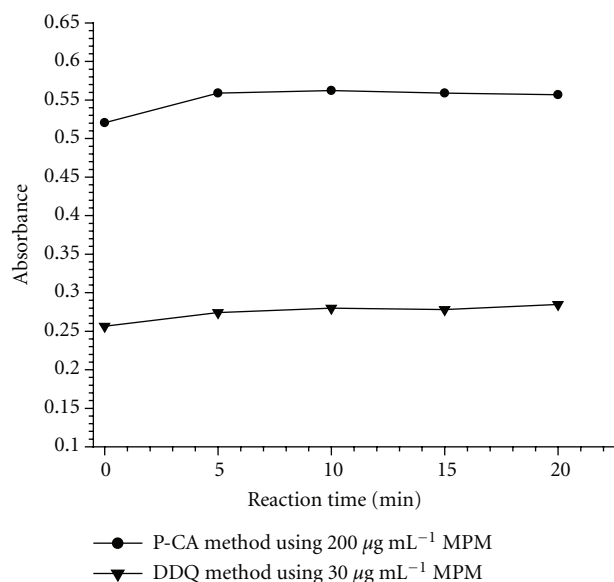 0.65
0.6
0.55
0.5
0.45
0.4
0.35
0.3
0.25
0.2
0.15
0.1
Absorbance
0 5 10 15 20
Reaction time (min)
P-CA method using 200 µg mL⁻¹ MPM
DDQ method using 30 µg mL⁻¹ MPM